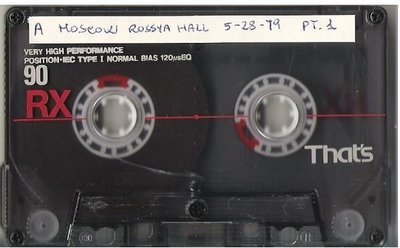 A MOSCOW ROSSYA HALL 5-28-79 PT. 1
VERY HIGH PERFORMANCE
POSITION•IEC TYPE I NORMAL BIAS 120µsEQ
90
RX
That's